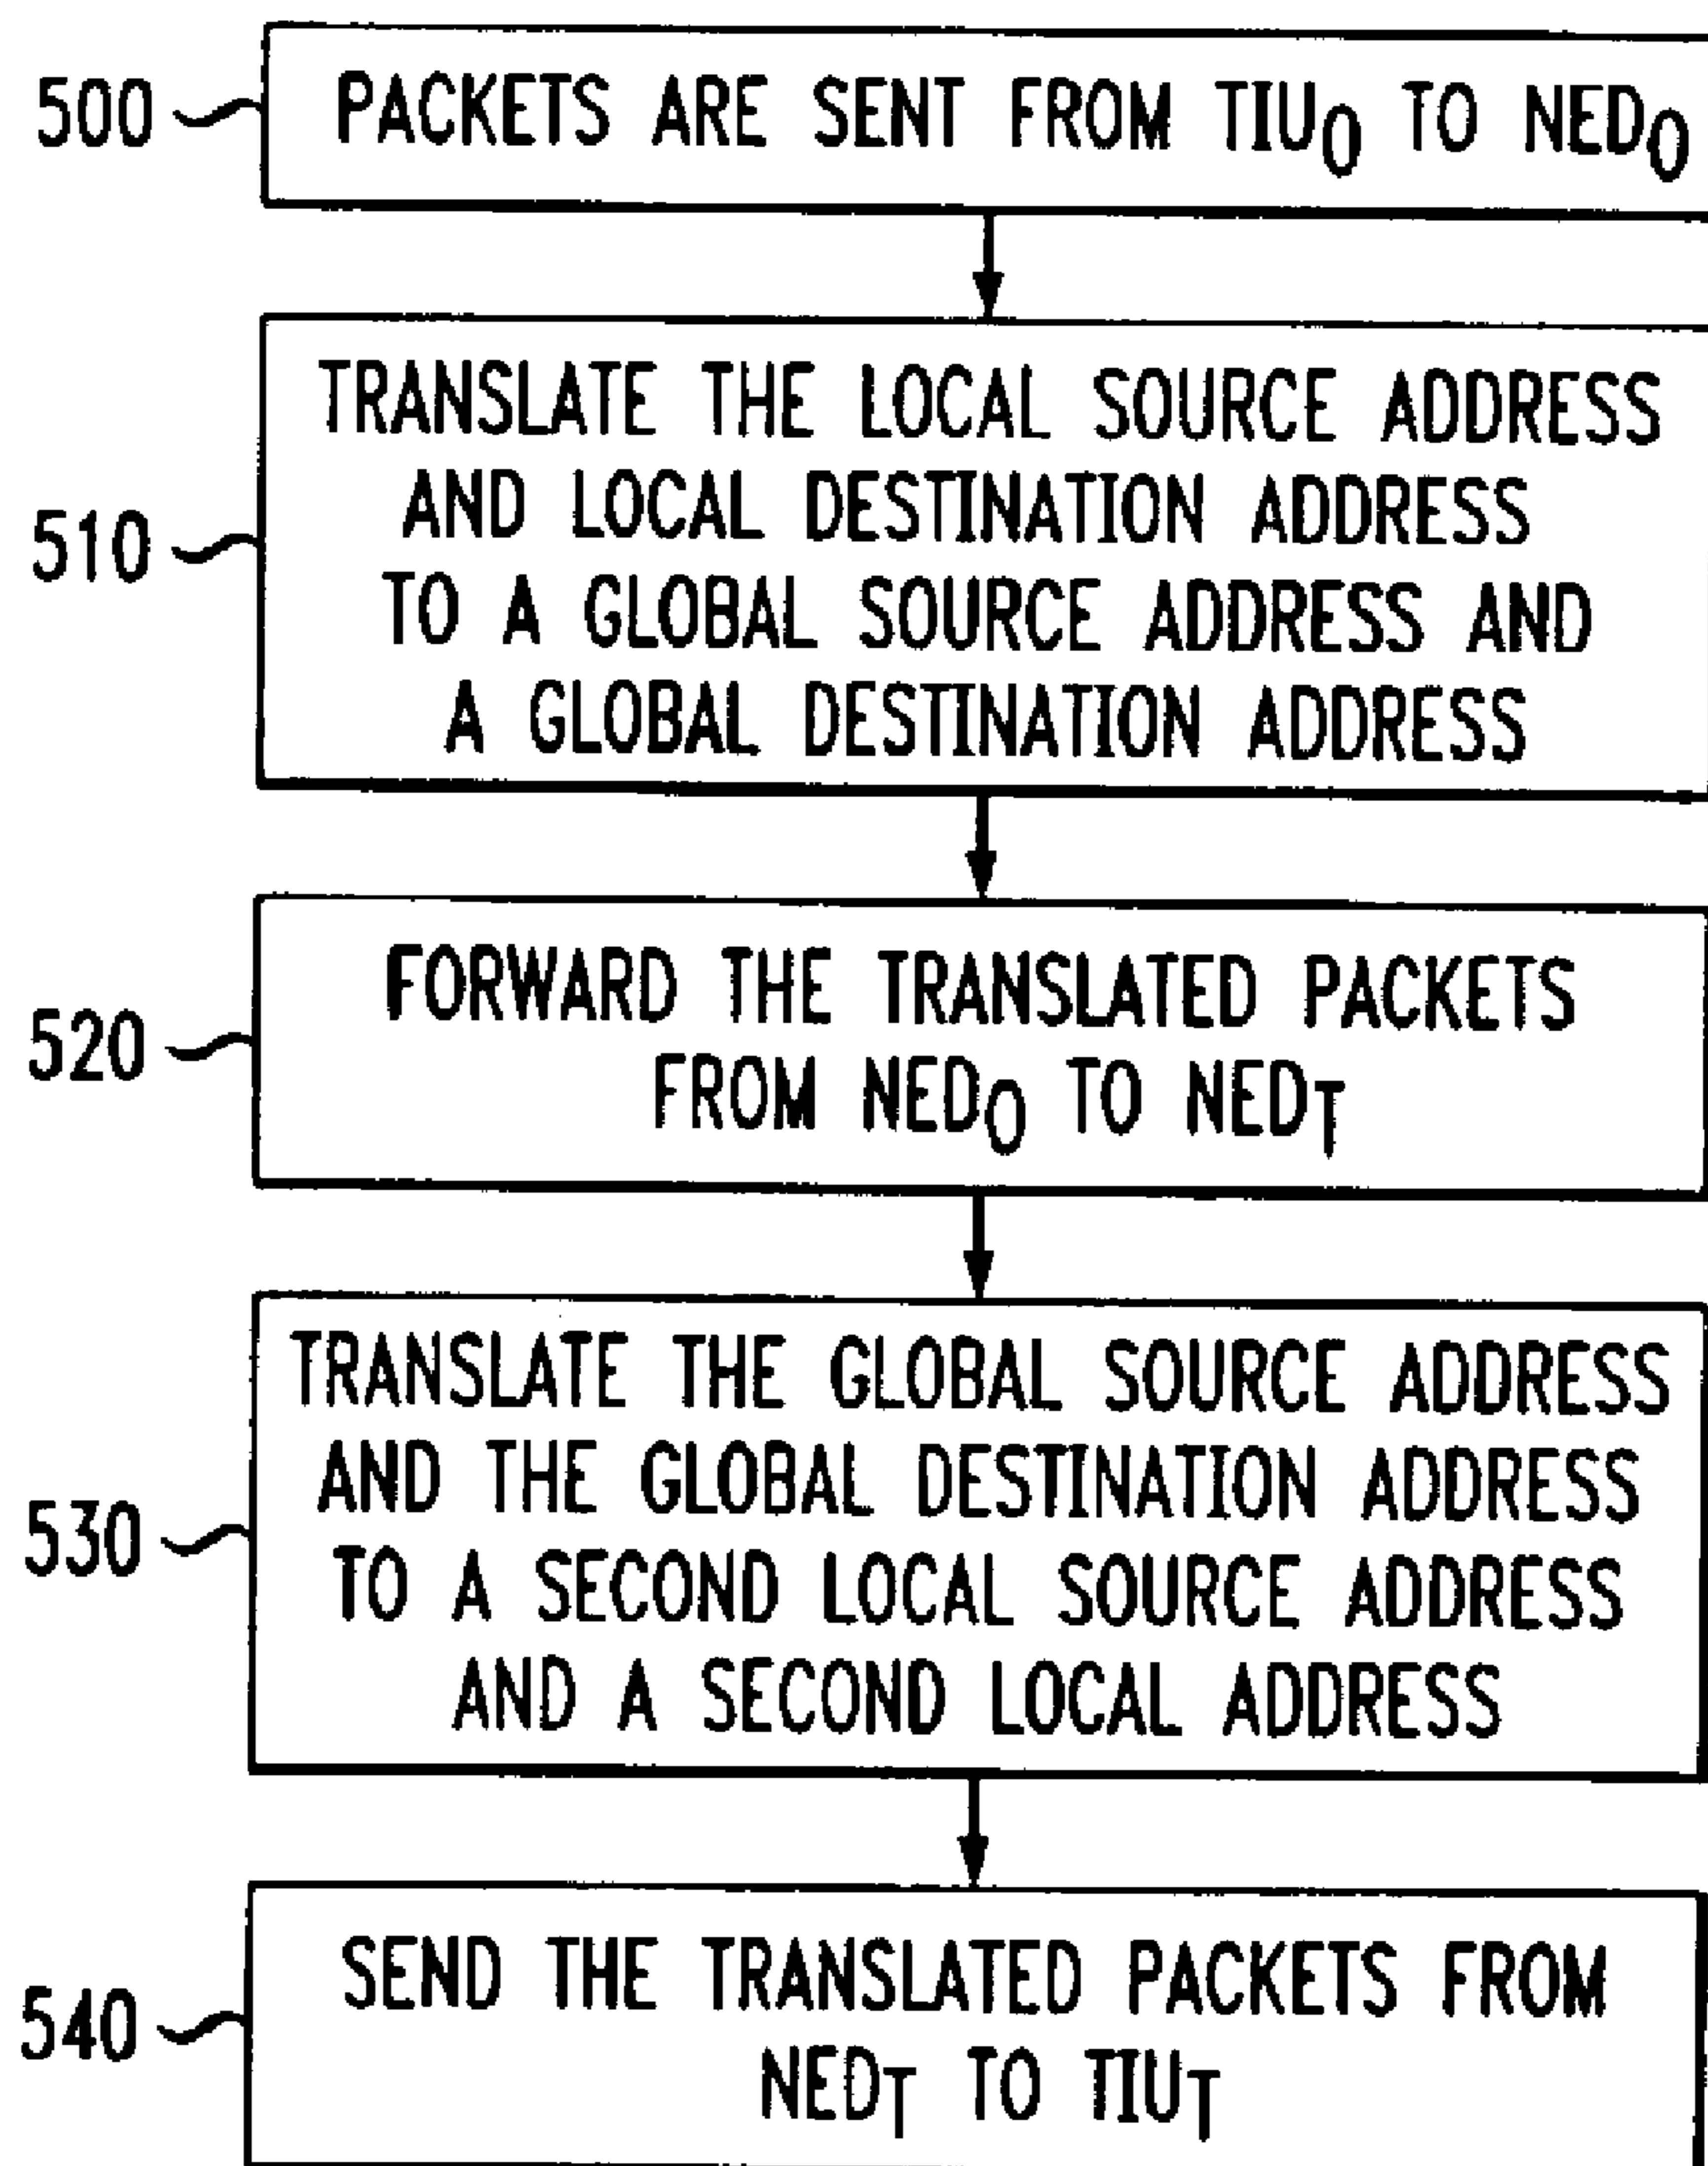 500
PACKETS ARE SENT FROM TIUO TO NEDO
510
TRANSLATE THE LOCAL SOURCE ADDRESS
AND LOCAL DESTINATION ADDRESS
TO A GLOBAL SOURCE ADDRESS AND
A GLOBAL DESTINATION ADDRESS
520
FORWARD THE TRANSLATED PACKETS
FROM NEDO TO NEDT
530
TRANSLATE THE GLOBAL SOURCE ADDRESS
AND THE GLOBAL DESTINATION ADDRESS
TO A SECOND LOCAL SOURCE ADDRESS
AND A SECOND LOCAL ADDRESS
540
SEND THE TRANSLATED PACKETS FROM
NEDT TO TIUT